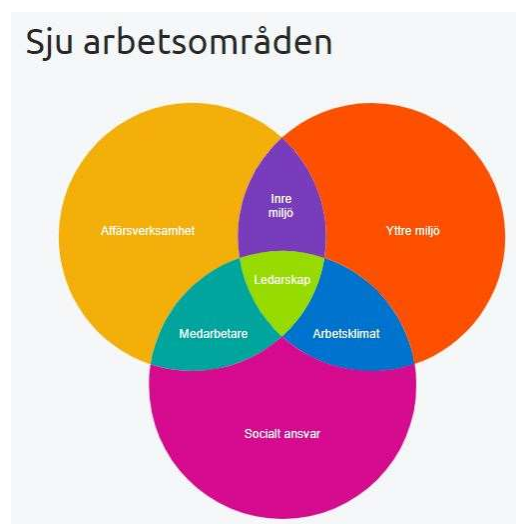 Sju arbetsområden
Inre
miljö
Affärsverksamhet
Yttre miljö
Ledarskap
Medarbetare
Arbetsklimat
Socialt ansvar